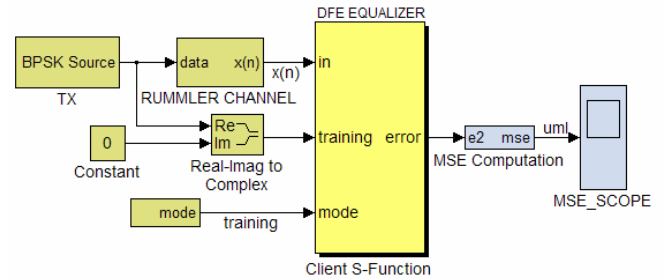 DFE EQUALIZER
BPSK Source
TX
data x(n)
RUMMLER CHANNEL
x(n)
in
0
Constant
Re
Im
Real-Imag to
Complex
training error
e2 mse
MSE Computation
uml
MSE_SCOPE
mode
training
mode
Client S-Function